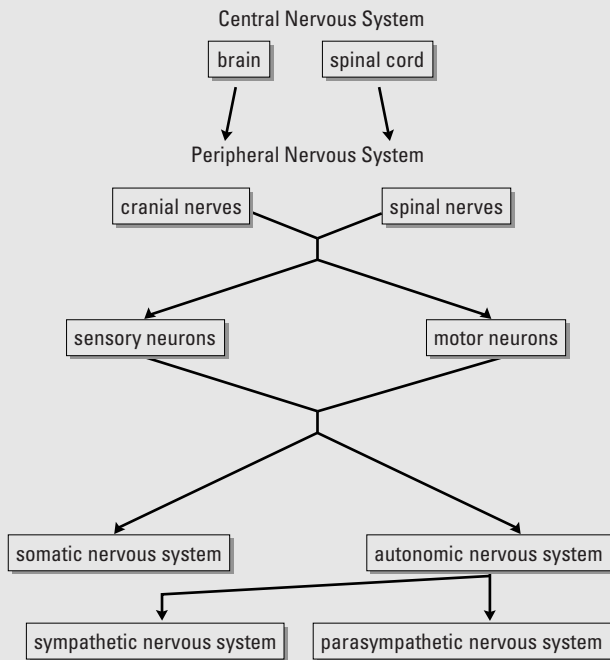 Central Nervous System
brain spinal cord
Peripheral Nervous System
cranial nerves spinal nerves
sensory neurons motor neurons
somatic nervous system autonomic nervous system
sympathetic nervous system parasympathetic nervous system